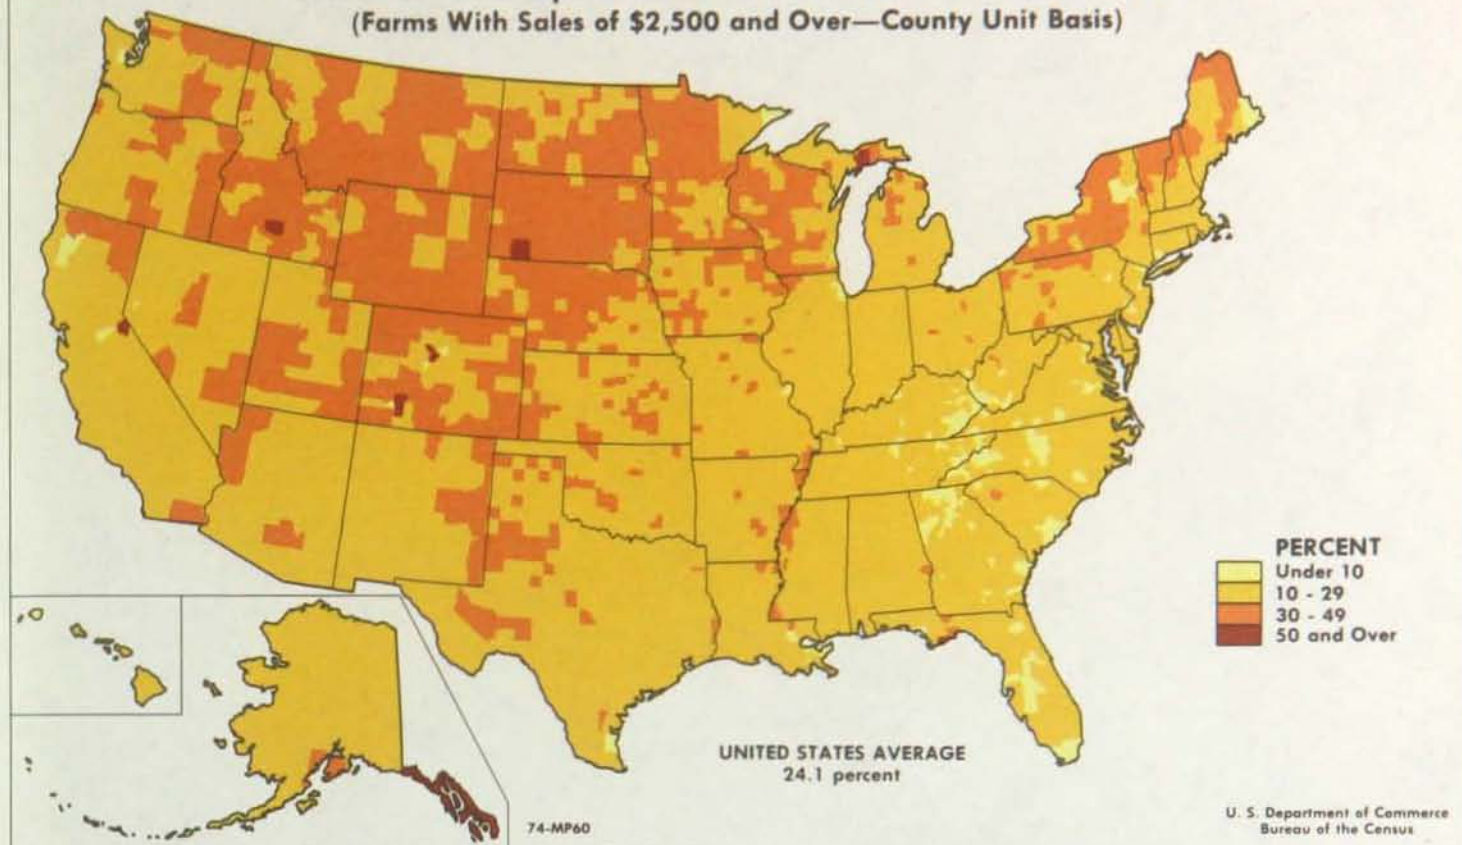 (Farms With Sales of $2,500 and Over—County Unit Basis)
PERCENT
Under 10
10 - 29
30 - 49
50 and Over
UNITED STATES AVERAGE
24.1 percent
74-MP60
U. S. Department of Commerce
Bureau of the Census